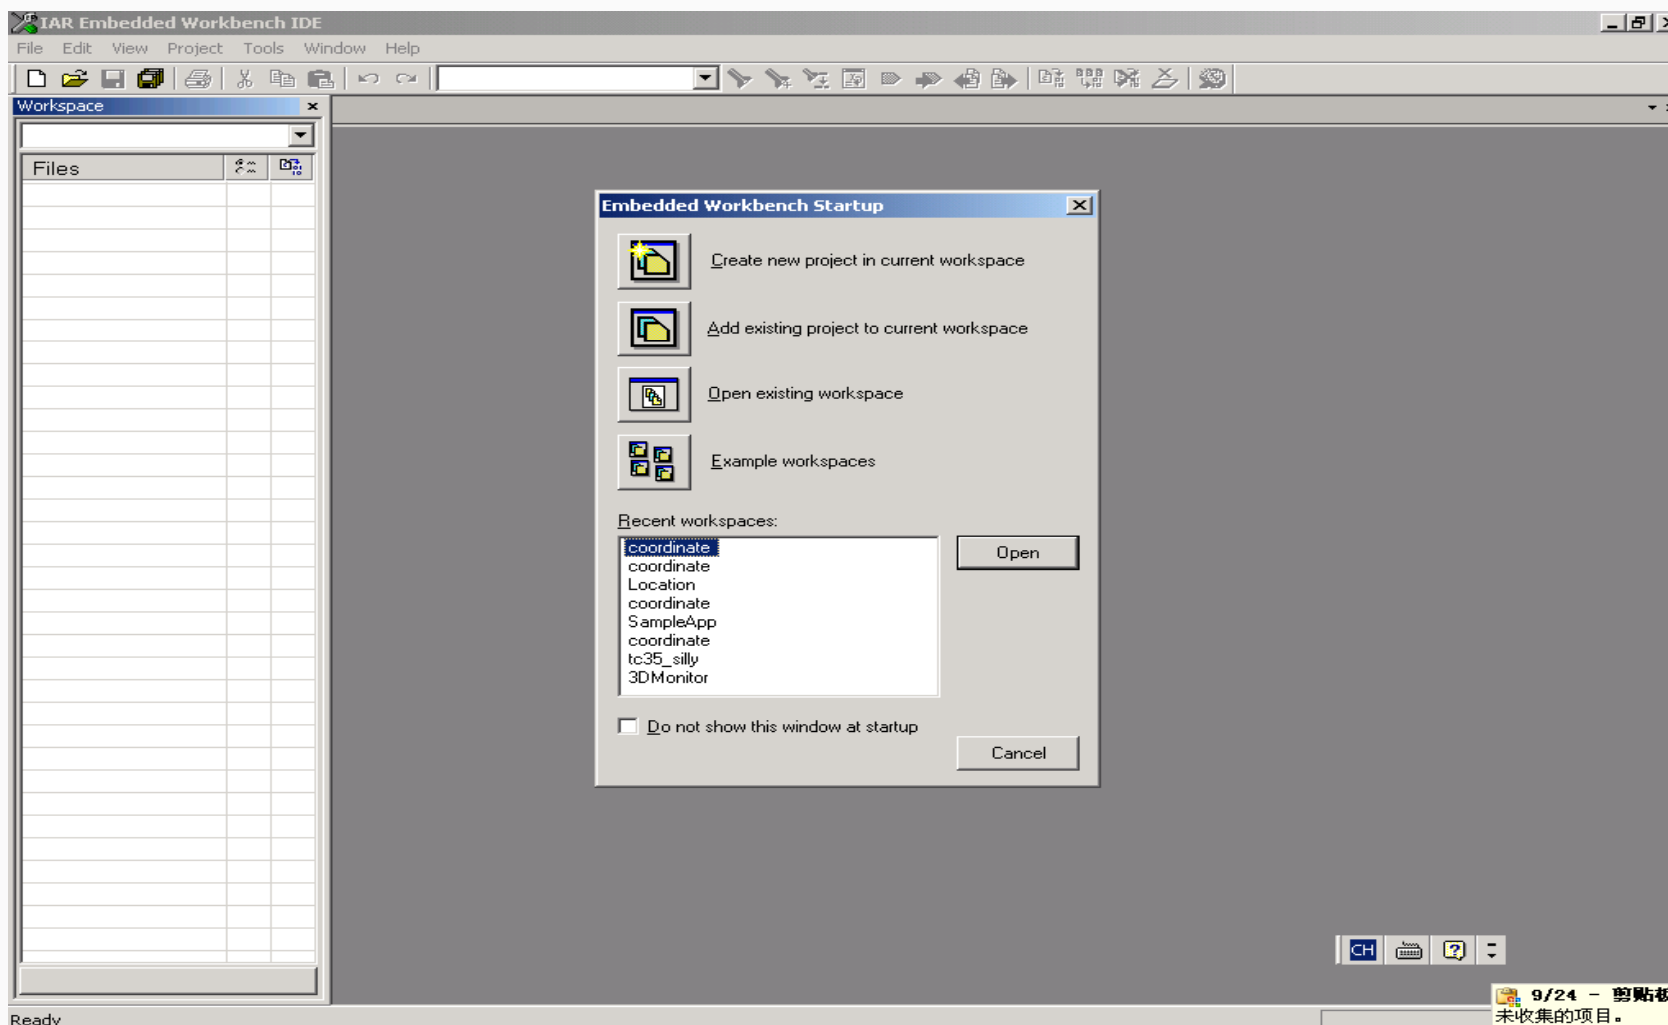 IAR Embedded Workbench IDE
File Edit View Project Tools Window Help
Workspace
Files
Embedded Workbench Startup
Create new project in current workspace
Add existing project to current workspace
Open existing workspace
Example workspaces
Recent workspaces:
coordinate
coordinate
Location
coordinate
SampleApp
coordinate
tc35_silly
3DMonitor
Open
Do not show this window at startup
Cancel
CH
9/24 - 剪贴板
未收集的项目。
Ready